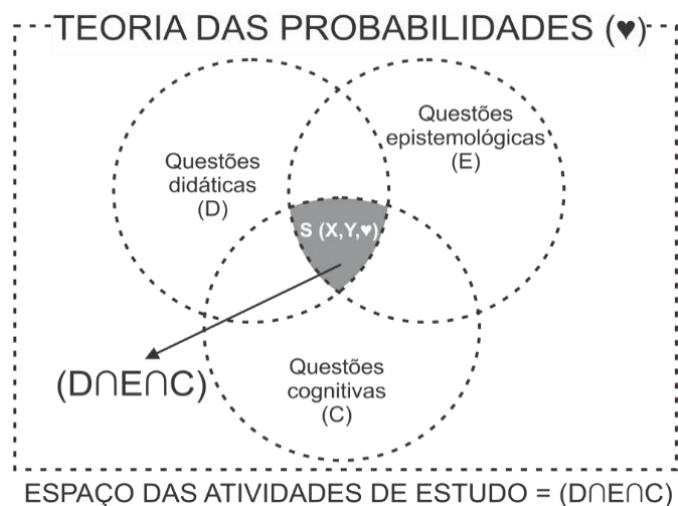 TEORIA DAS PROBABILIDADES (♥)
Questões
epistemológicas
(E)
Questões
didáticas
(D)
S (X,Y,♥)
(D∩E∩C)
Questões
cognitivas
(C)
ESPAÇO DAS ATIVIDADES DE ESTUDO = (D∩E∩C)